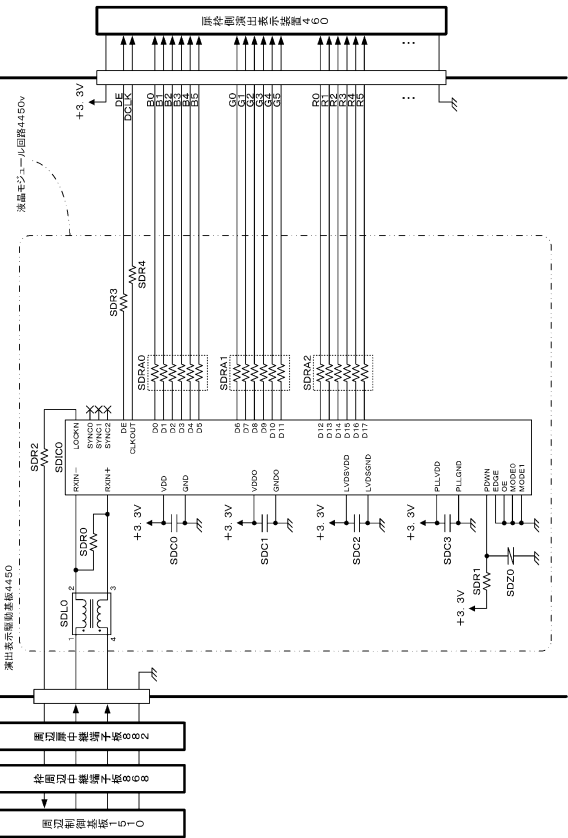 扉枠側演出表示装置460
+3.3V
DE
DCLK
B0
B1
B2
B3
B4
B5
G0
G1
G2
G3
G4
G5
R0
R1
R2
R3
R4
R5
...
...
液晶モジュール回路4450v
SDR3
SDR4
SDRA0
SDRA1
SDRA2
SDR2
SDIC0
LOCKN
SYNC0
SYNC1
SYNC2
DE
CLKOUT
D0
D1
D2
D3
D4
D5
D6
D7
D8
D9
D10
D11
D12
D13
D14
D15
D16
D17
RXIN−
RXIN+
VDD
GND
VDDO
GNDO
LVDSVDD
LVDSGND
PLLVDD
PLLGND
PDWN
EDGE
OE
MODE0
MODE1
SDR0
+3.3V
SDC0
+3.3V
SDC1
+3.3V
SDC2
+3.3V
SDC3
SDL0
1
2
3
4
+3.3V
SDR1
SDZ0
演出表示駆動基板4450
周辺扉中継端子板882
枠周辺中継端子板868
周辺制御基板1510